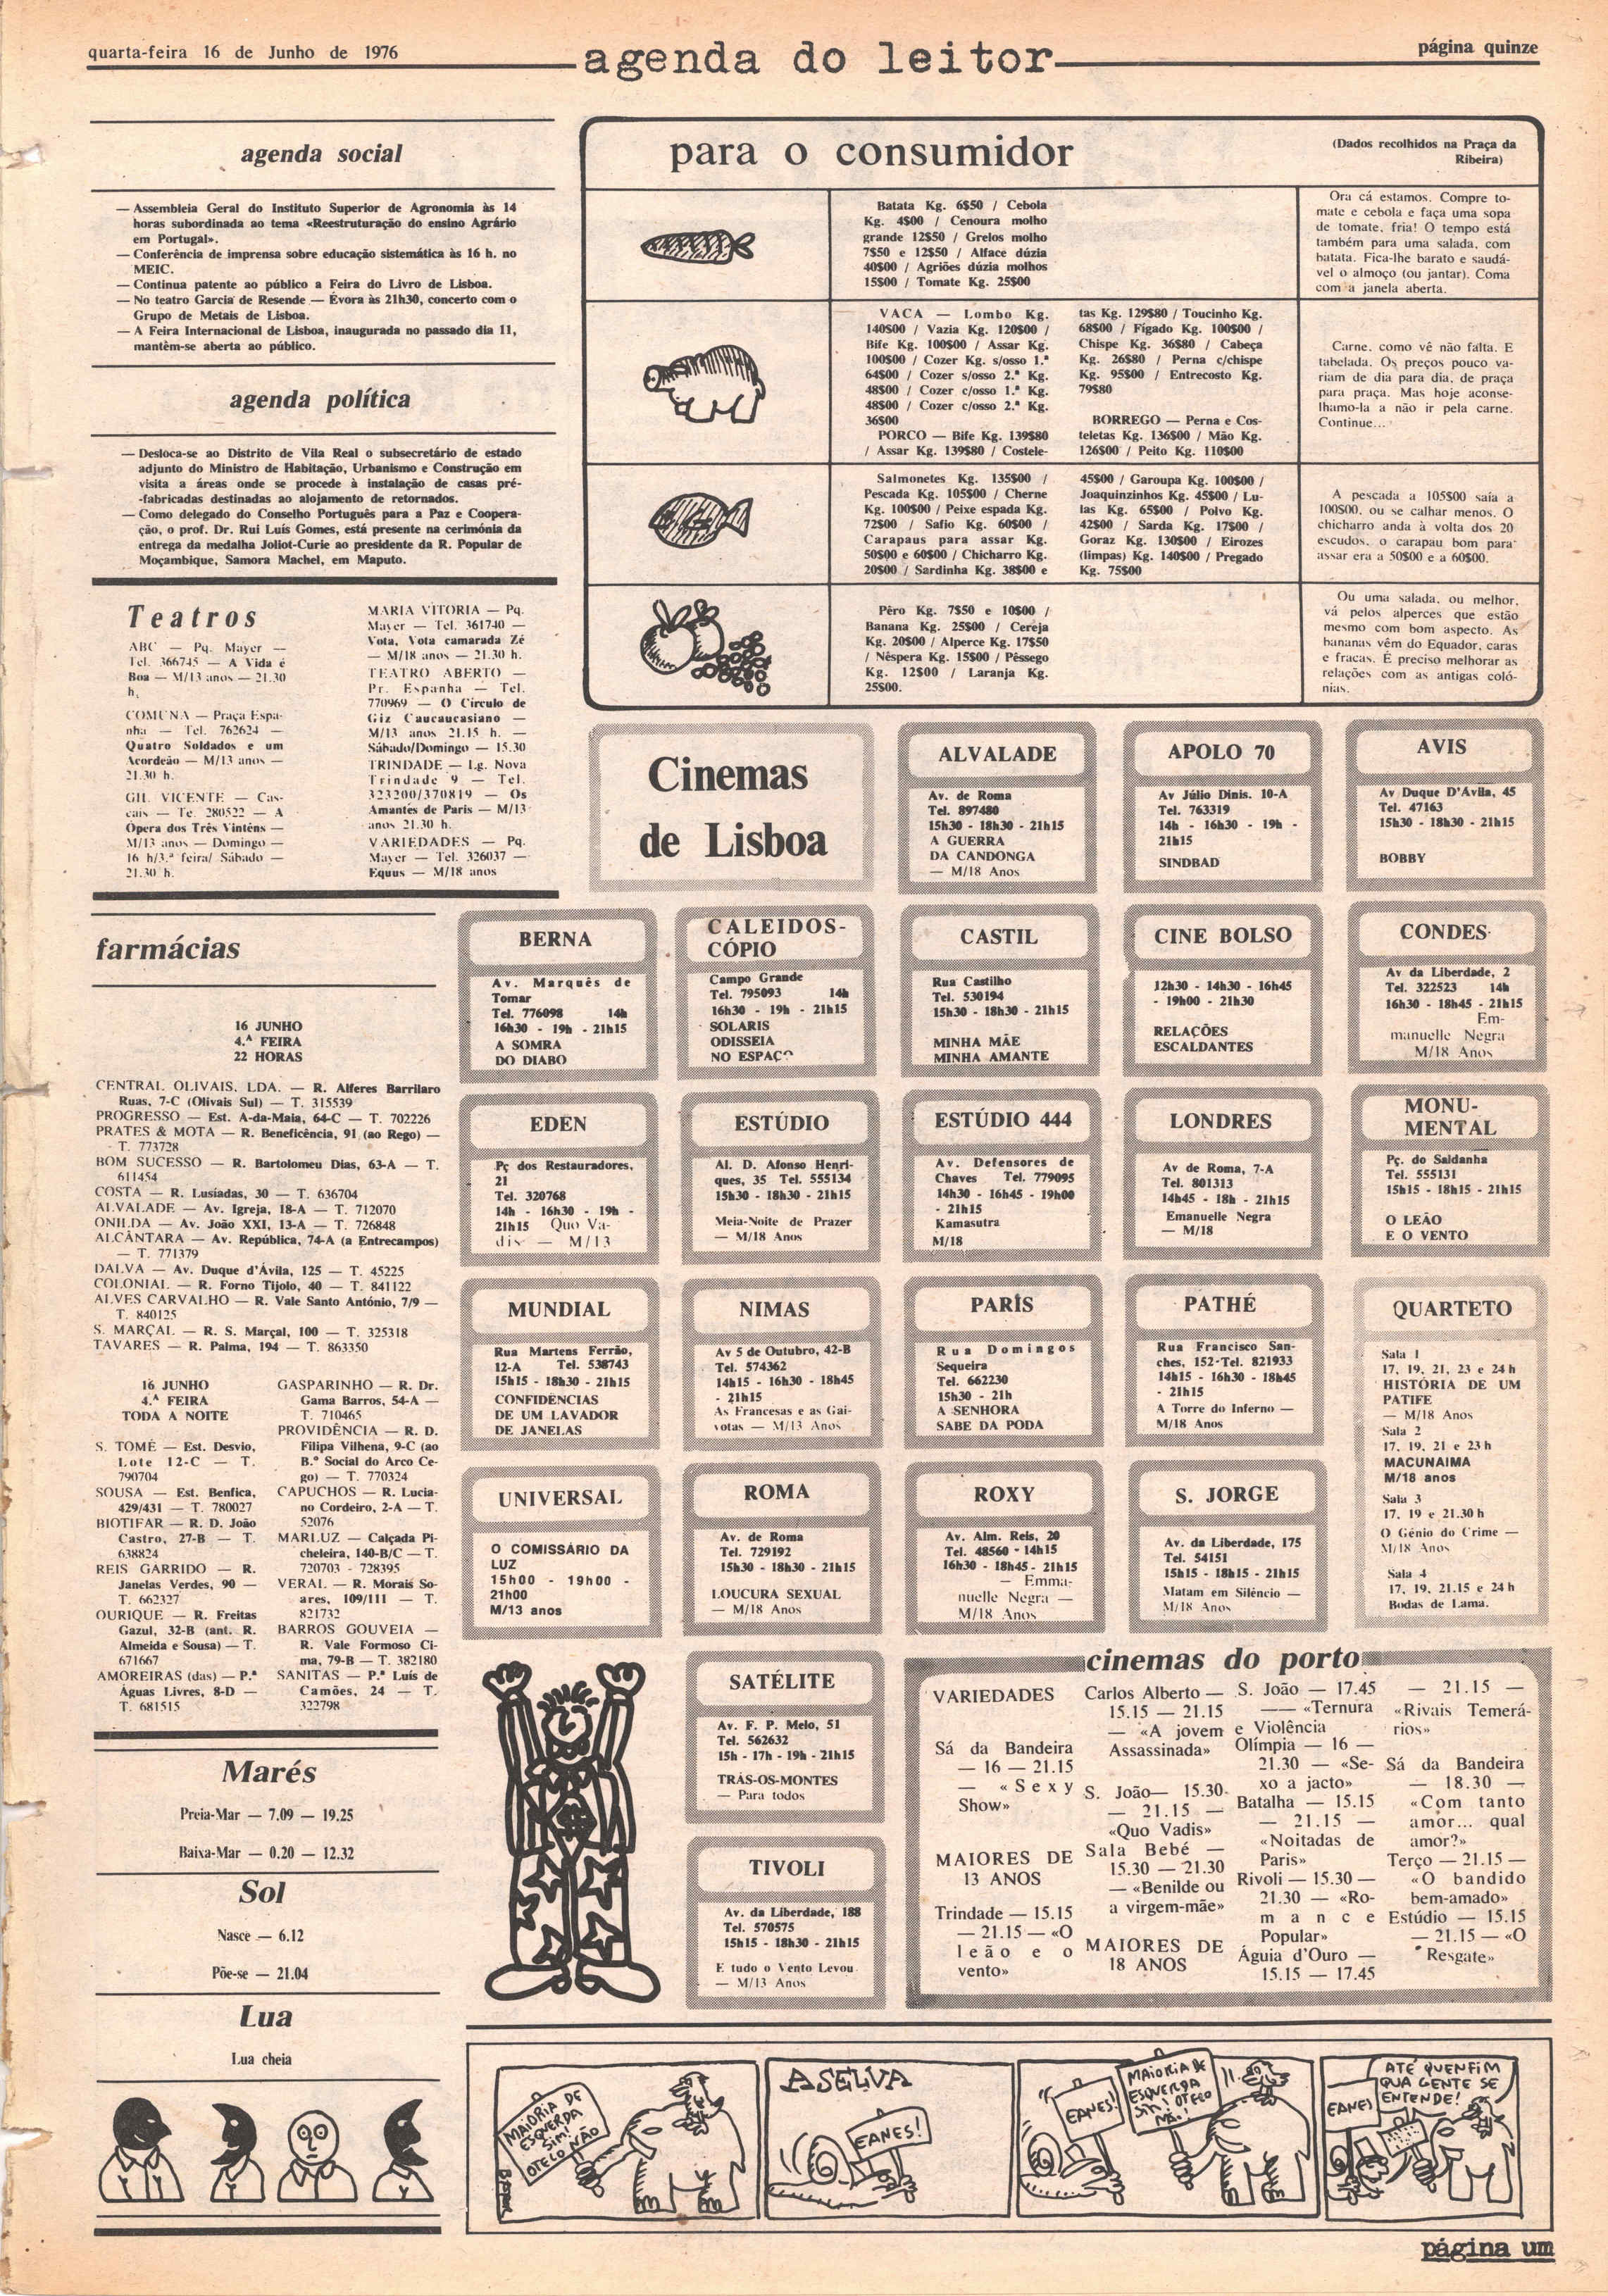 quarta-feira 16 de Junho de 1976
agenda do leitor
página quinze
agenda social
— Assembleia Geral do Instituto Superior de Agronomia às 14
horas subordinada ao tema «Reestruturação do ensino Agrário
em Portugal».
— Conferência de imprensa sobre educação sistemática às 16 h. no
MEIC.
— Continua patente ao público a Feira do Livro de Lisboa.
— No teatro Garcia de Resende — Évora às 21h30, concerto com o
Grupo de Metais de Lisboa.
— A Feira Internacional de Lisboa, inaugurada no passado dia 11,
mantêm-se aberta ao público.
agenda política
— Desloca-se ao Distrito de Vila Real o subsecretário de estado
adjunto do Ministro de Habitação, Urbanismo e Construção em
visita a áreas onde se procede à instalação de casas pré-
-fabricadas destinadas ao alojamento de retornados.
— Como delegado do Conselho Português para a Paz e Coopera-
ção, o prof. Dr. Rui Luís Gomes, está presente na cerimónia da
entrega da medalha Joliot-Curie ao presidente da R. Popular de
Moçambique, Samora Machel, em Maputo.
para o consumidor
(Dados recolhidos na Praça da
Ribeira)
Batata Kg. 6$50 / Cebola
Kg. 4$00 / Cenoura molho
grande 12$50 / Grelos molho
7$50 e 12$50 / Alface dúzia
40$00 / Agriões dúzia molhos
15$00 / Tomate Kg. 25$00
Ora cá estamos. Compre to-
mate e cebola e faça uma sopa
de tomate, fria! O tempo está
também para uma salada, com
batata. Fica-lhe barato e saudá-
vel o almoço (ou jantar). Coma
com a janela aberta.
VACA — Lombo Kg.
140$00 / Vazia Kg. 120$00 /
Bife Kg. 100$00 / Assar Kg.
100$00 / Cozer Kg. s/osso 1.ª
64$00 / Cozer s/osso 2.ª Kg.
48$00 / Cozer c/osso 1.ª Kg.
48$00 / Cozer c/osso 2.ª Kg.
36$00
PORCO — Bife Kg. 139$80
/ Assar Kg. 139$80 / Costele-
tas Kg. 129$80 / Toucinho Kg.
68$00 / Fígado Kg. 100$00 /
Chispe Kg. 36$80 / Cabeça
Kg. 26$80 / Perna c/chispe
Kg. 95$00 / Entrecosto Kg.
79$80
BORREGO — Perna e Cos-
teletas Kg. 136$00 / Mão Kg.
126$00 / Peito Kg. 110$00
Carne, como vê não falta. E
tabelada. Os preços pouco va-
riam de dia para dia, de praça
para praça. Mas hoje aconse-
lhamo-la a não ir pela carne.
Continue...
Salmonetes Kg. 135$00 /
Pescada Kg. 105$00 / Cherne
Kg. 100$00 / Peixe espada Kg.
72$00 / Safio Kg. 60$00 /
Carapaus para assar Kg.
50$00 e 60$00 / Chicharro Kg.
20$00 / Sardinha Kg. 38$00 e
45$00 / Garoupa Kg. 100$00 /
Joaquinzinhos Kg. 45$00 / Lu-
las Kg. 65$00 / Polvo Kg.
42$00 / Sarda Kg. 17$00 /
Goraz Kg. 130$00 / Eirozes
(limpas) Kg. 140$00 / Pregado
Kg. 75$00
A pescada a 105$00 saía a
100$00, ou se calhar menos. O
chicharro anda à volta dos 20
escudos, o carapau bom para
assar era a 50$00 e a 60$00.
Pêro Kg. 7$50 e 10$00 /
Banana Kg. 25$00 / Cereja
Kg. 20$00 / Alperce Kg. 17$50
/ Nêspera Kg. 15$00 / Pêssego
Kg. 12$00 / Laranja Kg.
25$00.
Ou uma salada, ou melhor,
vá pelos alperces que estão
mesmo com bom aspecto. As
bananas vêm do Equador, caras
e fracas. É preciso melhorar as
relações com as antigas coló-
nias.
Teatros
ABC — Pq. Mayer —
Tel. 366745 — A Vida é
Boa — M/13 anos — 21.30
h.
COMUNA — Praça Espa-
nha — Tel. 762624 —
Quatro Soldados e um
Acordeão — M/13 anos —
21.30 h.
GIL VICENTE — Cas-
cais — Te. 280522 — A
Ópera dos Três Vinténs —
M/13 anos — Domingo —
16 h/3.ª feira/ Sábado —
21.30 h.
MARIA VITORIA — Pq.
Mayer — Tel. 361740 —
Vota, Vota camarada Zé
— M/18 anos — 21.30 h.
TEATRO ABERTO —
Pr. Espanha — Tel.
770969 — O Círculo de
Giz Caucaucasiano —
M/13 anos 21.15 h. —
Sábado/Domingo — 15.30
TRINDADE — Lg. Nova
Trindade 9 — Tel.
323200/370819 — Os
Amantes de Paris — M/13
anos 21.30 h.
VARIEDADES — Pq.
Mayer — Tel. 326037 —
Equus — M/18 anos
Cinemas
de Lisboa
ALVALADE
Av. de Roma
Tel. 897480
15h30 - 18h30 - 21h15
A GUERRA
DA CANDONGA
— M/18 Anos
APOLO 70
Av Júlio Dinis. 10-A
Tel. 763319
14h - 16h30 - 19h -
21h15
SINDBAD
AVIS
Av Duque D'Ávila, 45
Tel. 47163
15h30 - 18h30 - 21h15
BOBBY
BERNA
Av. Marquês de
Tomar
Tel. 776098 14h
16h30 - 19h - 21h15
A SOMRA
DO DIABO
CALEIDOS-
CÓPIO
Campo Grande
Tel. 795093 14h
16h30 - 19h - 21h15
SOLARIS
ODISSEIA
NO ESPAÇO
CASTIL
Rua Castilho
Tel. 530194
15h30 - 18h30 - 21h15
MINHA MÃE
MINHA AMANTE
CINE BOLSO
12h30 - 14h30 - 16h45
- 19h00 - 21h30
RELAÇÕES
ESCALDANTES
CONDES
Av da Liberdade, 2
Tel. 322523 14h
16h30 - 18h45 - 21h15
Em-
manuelle Negra
M/18 Anos
EDEN
Pç dos Restauradores,
21
Tel. 320768
14h - 16h30 - 19h -
21h15 Quo Va-
dis — M/13
ESTÚDIO
Al. D. Afonso Henri-
ques, 35 Tel. 555134
15h30 - 18h30 - 21h15
Meia-Noite de Prazer
— M/18 Anos
ESTÚDIO 444
Av. Defensores de
Chaves Tel. 779095
14h30 - 16h45 - 19h00
- 21h15
Kamasutra
M/18
LONDRES
Av de Roma, 7-A
Tel. 801313
14h45 - 18h - 21h15
Emanuelle Negra
— M/18
MONU-
MENTAL
Pç. do Saldanha
Tel. 555131
15h15 - 18h15 - 21h15
O LEÃO
E O VENTO
MUNDIAL
Rua Martens Ferrão,
12-A Tel. 538743
15h15 - 18h30 - 21h15
CONFIDÊNCIAS
DE UM LAVADOR
DE JANELAS
NIMAS
Av 5 de Outubro, 42-B
Tel. 574362
14h15 - 16h30 - 18h45
- 21h15
As Francesas e as Gai-
votas — M/13 Anos
PARIS
Rua Domingos
Sequeira
Tel. 662230
15h30 - 21h
A SENHORA
SABE DA PODA
PATHÉ
Rua Francisco San-
ches, 152-Tel. 821933
14h15 - 16h30 - 18h45
- 21h15
A Torre do Inferno —
M/18 Anos
QUARTETO
Sala 1
17, 19, 21, 23 e 24 h
HISTÓRIA DE UM
PATIFE
— M/18 Anos
Sala 2
17, 19, 21 e 23 h
MACUNAIMA
M/18 anos
Sala 3
17, 19 e 21.30 h
O Génio do Crime —
M/18 Anos
Sala 4
17, 19, 21.15 e 24 h
Bodas de Lama.
UNIVERSAL
O COMISSÁRIO DA
LUZ
15h00 - 19h00 -
21h00
M/13 anos
ROMA
Av. de Roma
Tel. 729192
15h30 - 18h30 - 21h15
LOUCURA SEXUAL
— M/18 Anos
ROXY
Av. Alm. Reis, 20
Tel. 48560 - 14h15
16h30 - 18h45 - 21h15
— Emma-
nuelle Negra —
M/18 Anos
S. JORGE
Av. da Liberdade, 175
Tel. 54151
15h15 - 18h15 - 21h15
Matam em Silêncio —
M/18 Anos
SATÉLITE
Av. F. P. Melo, 51
Tel. 562632
15h - 17h - 19h - 21h15
TRÁS-OS-MONTES
— Para todos
TIVOLI
Av. da Liberdade, 188
Tel. 570575
15h15 - 18h30 - 21h15
E tudo o Vento Levou
— M/13 Anos
farmácias
16 JUNHO
4.ª FEIRA
22 HORAS
CENTRAL OLIVAIS, LDA. — R. Alferes Barrilaro
Ruas, 7-C (Olivais Sul) — T. 315539
PROGRESSO — Est. A-da-Maia, 64-C — T. 702226
PRATES & MOTA — R. Beneficência, 91 (ao Rego) —
T. 773728
BOM SUCESSO — R. Bartolomeu Dias, 63-A — T.
611454
COSTA — R. Lusíadas, 30 — T. 636704
ALVALADE — Av. Igreja, 18-A — T. 712070
ONILDA — Av. João XXI, 13-A — T. 726848
ALCÂNTARA — Av. República, 74-A (a Entrecampos)
— T. 771379
DALVA — Av. Duque d'Ávila, 125 — T. 45225
COLONIAL — R. Forno Tijolo, 40 — T. 841122
ALVES CARVALHO — R. Vale Santo António, 7/9 —
T. 840125
S. MARÇAL — R. S. Marçal, 100 — T. 325318
TAVARES — R. Palma, 194 — T. 863350
16 JUNHO
4.ª FEIRA
TODA A NOITE
S. TOMÉ — Est. Desvio,
Lote 12-C — T.
790704
SOUSA — Est. Benfica,
429/431 — T. 780027
BIOTIFAR — R. D. João
Castro, 27-B — T.
638824
REIS GARRIDO — R.
Janelas Verdes, 90 —
T. 662327
OURIQUE — R. Freitas
Gazul, 32-B (ant. R.
Almeida e Sousa) — T.
671667
AMOREIRAS (das) — P.ª
Águas Livres, 8-D —
T. 681515
GASPARINHO — R. Dr.
Gama Barros, 54-A —
T. 710465
PROVIDÊNCIA — R. D.
Filipa Vilhena, 9-C (ao
B.º Social do Arco Ce-
go) — T. 770324
CAPUCHOS — R. Lucia-
no Cordeiro, 2-A — T.
52076
MARLUZ — Calçada Pi-
cheleira, 140-B/C — T.
720703 - 728395
VERAL — R. Morais So-
ares, 109/111 — T.
821732
BARROS GOUVEIA —
R. Vale Formoso Ci-
ma, 79-B — T. 382180
SANITAS — P.ª Luís de
Camões, 24 — T.
322798
Marés
Preia-Mar — 7.09 — 19.25
Baixa-Mar — 0.20 — 12.32
Sol
Nasce — 6.12
Põe-se — 21.04
Lua
Lua cheia
cinemas do porto
VARIEDADES
Sá da Bandeira
— 16 — 21.15
— «Sexy
Show»
MAIORES DE
13 ANOS
Trindade — 15.15
— 21.15 — «O
leão e o
vento»
Carlos Alberto —
15.15 — 21.15
— «A jovem
Assassinada»
S. João— 15.30
— 21.15 —
«Quo Vadis»
Sala Bebé —
15.30 — 21.30
— «Benilde ou
a virgem-mãe»
MAIORES DE
18 ANOS
S. João — 17.45
—— «Ternura
e Violência
Olímpia — 16 —
21.30 — «Se-
xo a jacto»
Batalha — 15.15
— 21.15 —
«Noitadas de
Paris»
Rivoli — 15.30 —
21.30 — «Ro-
mance
Popular»
Águia d'Ouro —
15.15 — 17.45
— 21.15 —
«Rivais Temerá-
rios»
Sá da Bandeira
— 18.30 —
«Com tanto
amor... qual
amor?»
Terço — 21.15 —
«O bandido
bem-amado»
Estúdio — 15.15
— 21.15 — «O
Resgate»
MAIORIA DE
ESQUERDA
SIM!
OTELO NÃO
A SELVA
EANES!
EANES!
MAIORIA DE
ESQUERDA
SIM! OTELO
NÃO!
EANES
ATÉ QUENFIM
QUA GENTE SE
ENTENDE!
página um